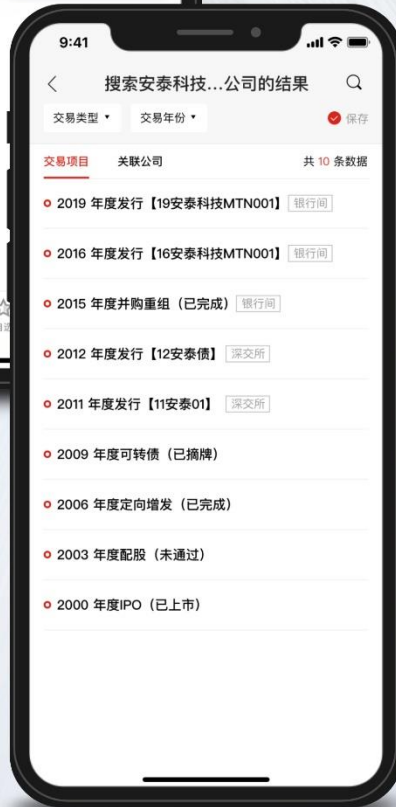 9:41
搜索安泰科技...公司的结果
交易类型 交易年份 保存
交易项目 关联公司 共 10 条数据
2019 年度发行【19安泰科技MTN001】 银行间
2016 年度发行【16安泰科技MTN001】 银行间
2015 年度并购重组（已完成） 银行间
2012 年度发行【12安泰债】 深交所
2011 年度发行【11安泰01】 深交所
2009 年度可转债（已摘牌）
2006 年度定向增发（已完成）
2003 年度配股（未通过）
2000 年度IPO（已上市）